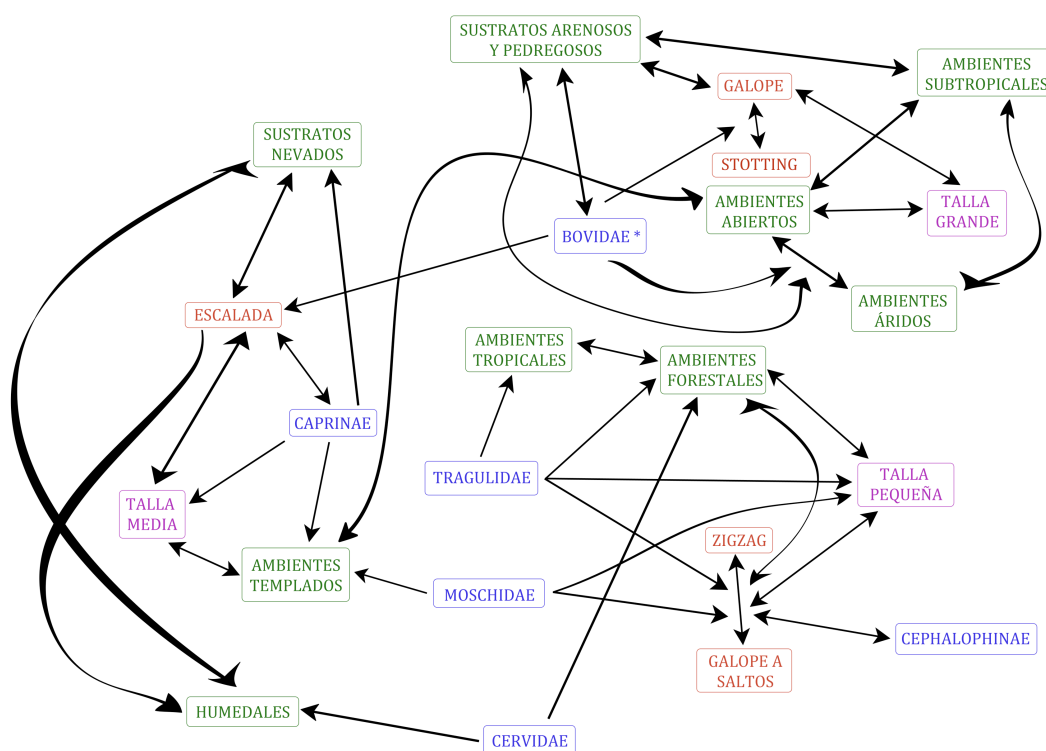 SUSTRATOS ARENOSOS
Y PEDREGOSOS
AMBIENTES
SUBTROPICALES
GALOPE
SUSTRATOS
NEVADOS
STOTTING
AMBIENTES
ABIERTOS
TALLA
GRANDE
BOVIDAE *
AMBIENTES
ÁRIDOS
ESCALADA
AMBIENTES
TROPICALES
AMBIENTES
FORESTALES
CAPRINAE
TRAGULIDAE
TALLA
PEQUEÑA
TALLA
MEDIA
ZIGZAG
AMBIENTES
TEMPLADOS
MOSCHIDAE
CEPHALOPHINAE
GALOPE A
SALTOS
HUMEDALES
CERVIDAE